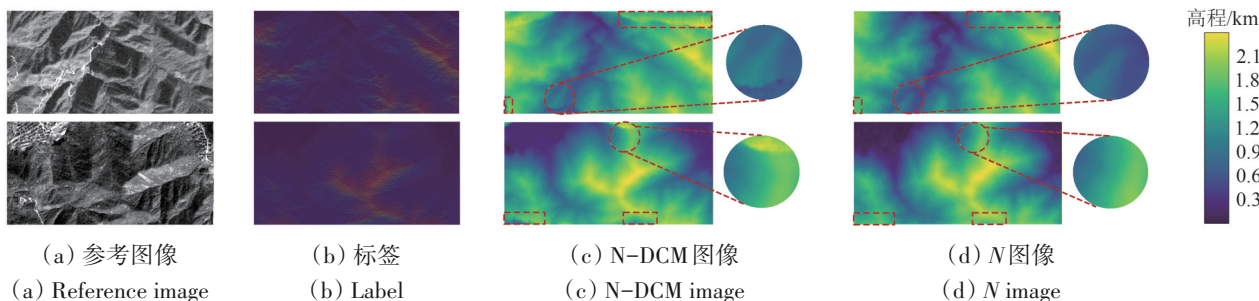 高程/km
2.1
1.8
1.5
1.2
0.9
0.6
0.3
(a) 参考图像
(b) 标签
(c) N-DCM图像
(d) N图像
(a) Reference image
(b) Label
(c) N-DCM image
(d) N image